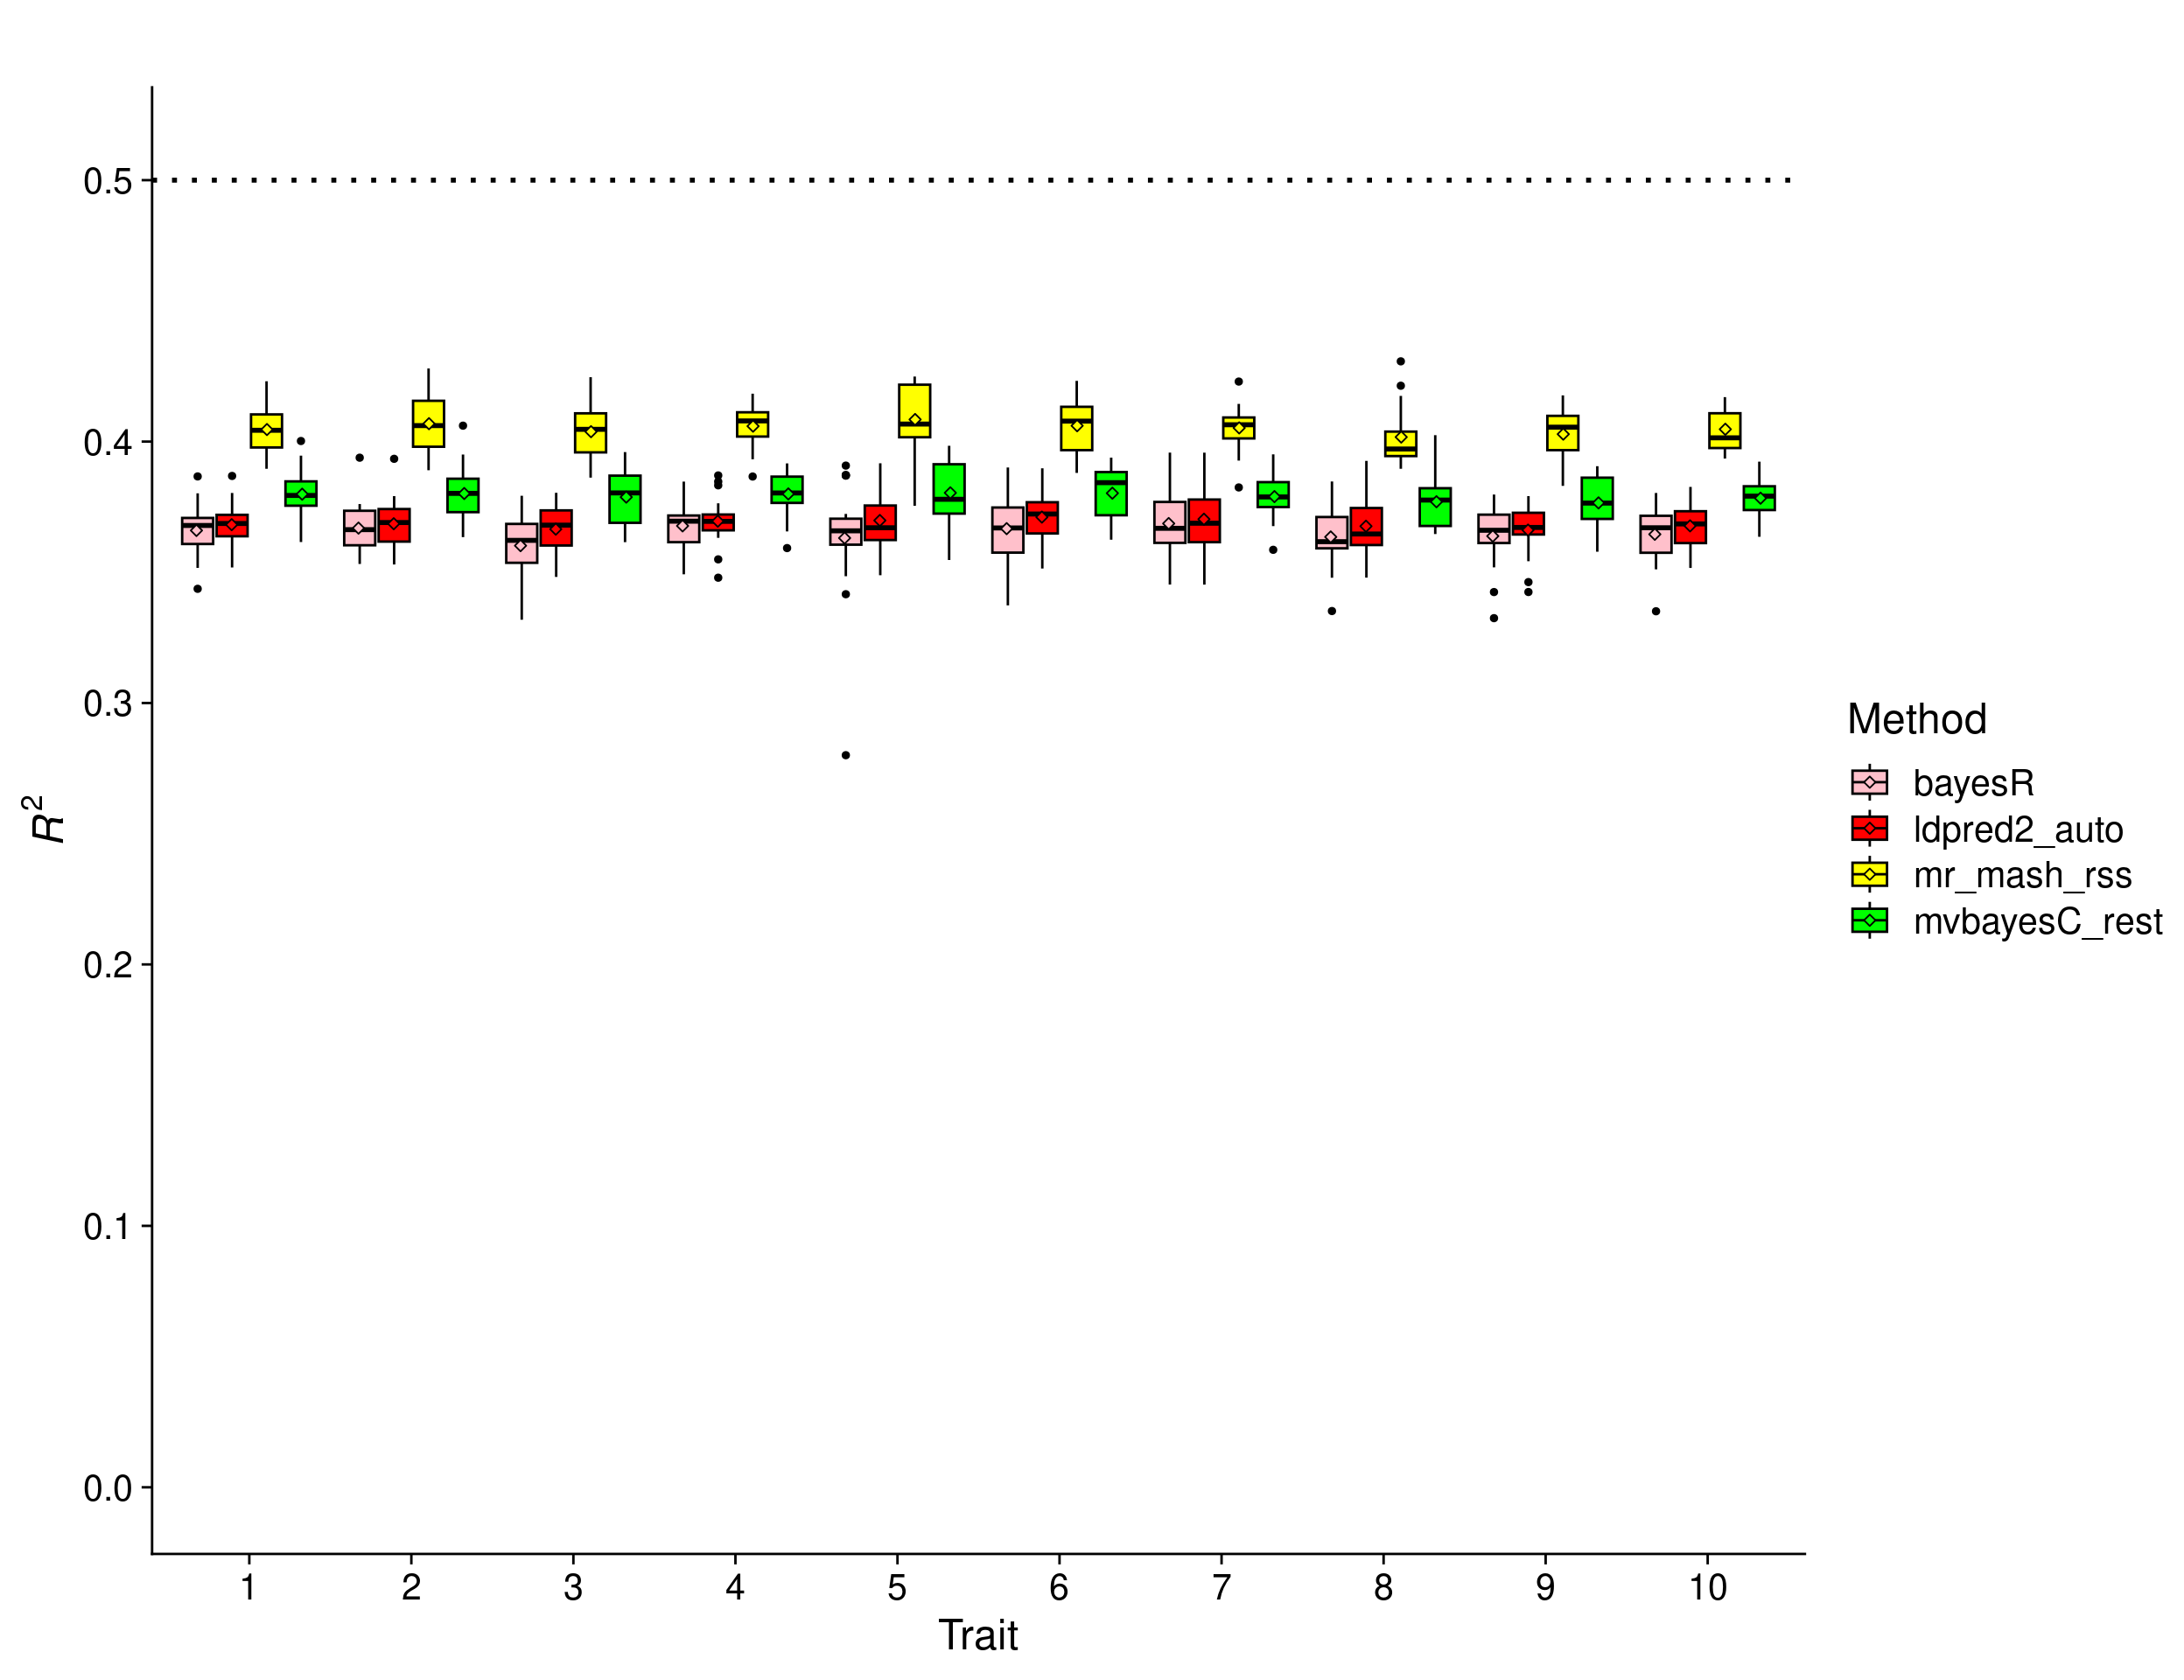 R²
0.5
0.4
0.3
0.2
0.1
0.0
1 2 3 4 5 6 7 8 9 10
Trait
Method
bayesR
ldpred2_auto
mr_mash_rss
mvbayesC_rest